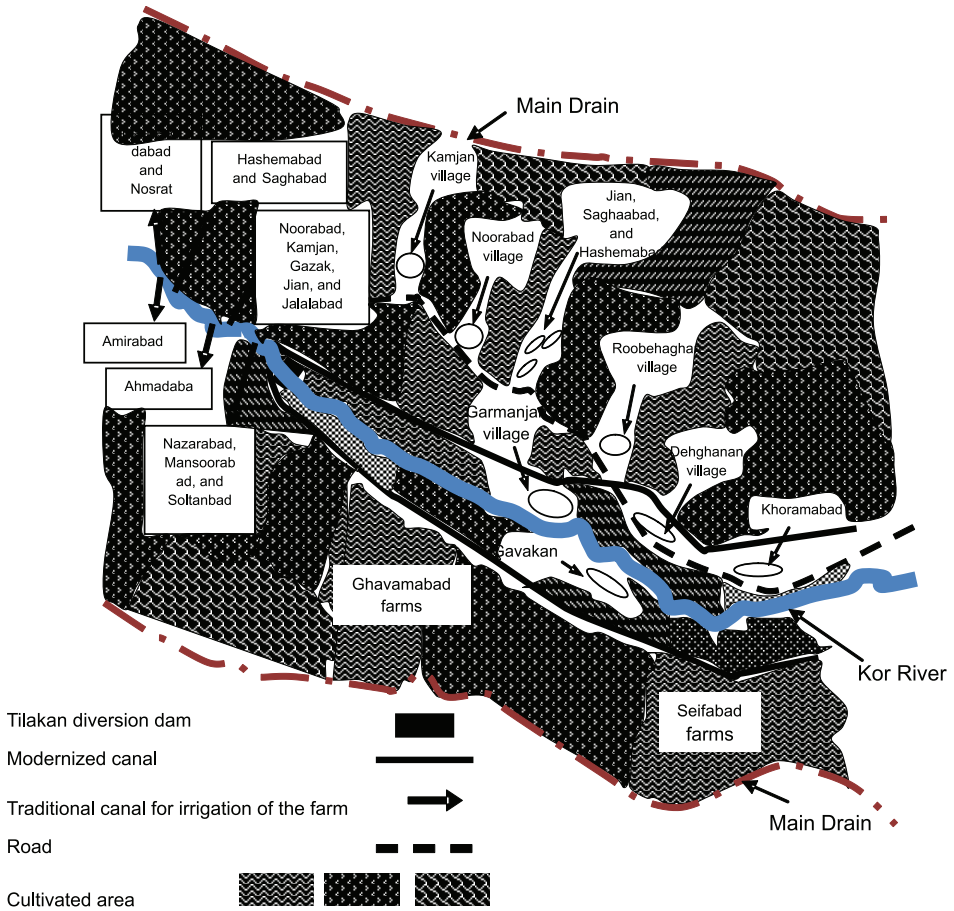 Main Drain
dabad
and
Nosrat
Hashemabad
and Saghabad
Kamjan
village
Jian,
Saghaabad,
and
Hashemaba
Noorabad,
Kamjan,
Gazak,
Jian, and
Jalalabad
Noorabad
village
Amirabad
Roobehagha
village
Ahmadaba
Garmanja
village
Dehghanan
village
Nazarabad,
Mansoorab
ad, and
Soltanbad
Khoramabad
Gavakan
Ghavamabad
farms
Kor River
Seifabad
farms
Main Drain
Tilakan diversion dam
Modernized canal
Traditional canal for irrigation of the farm
Road
Cultivated area